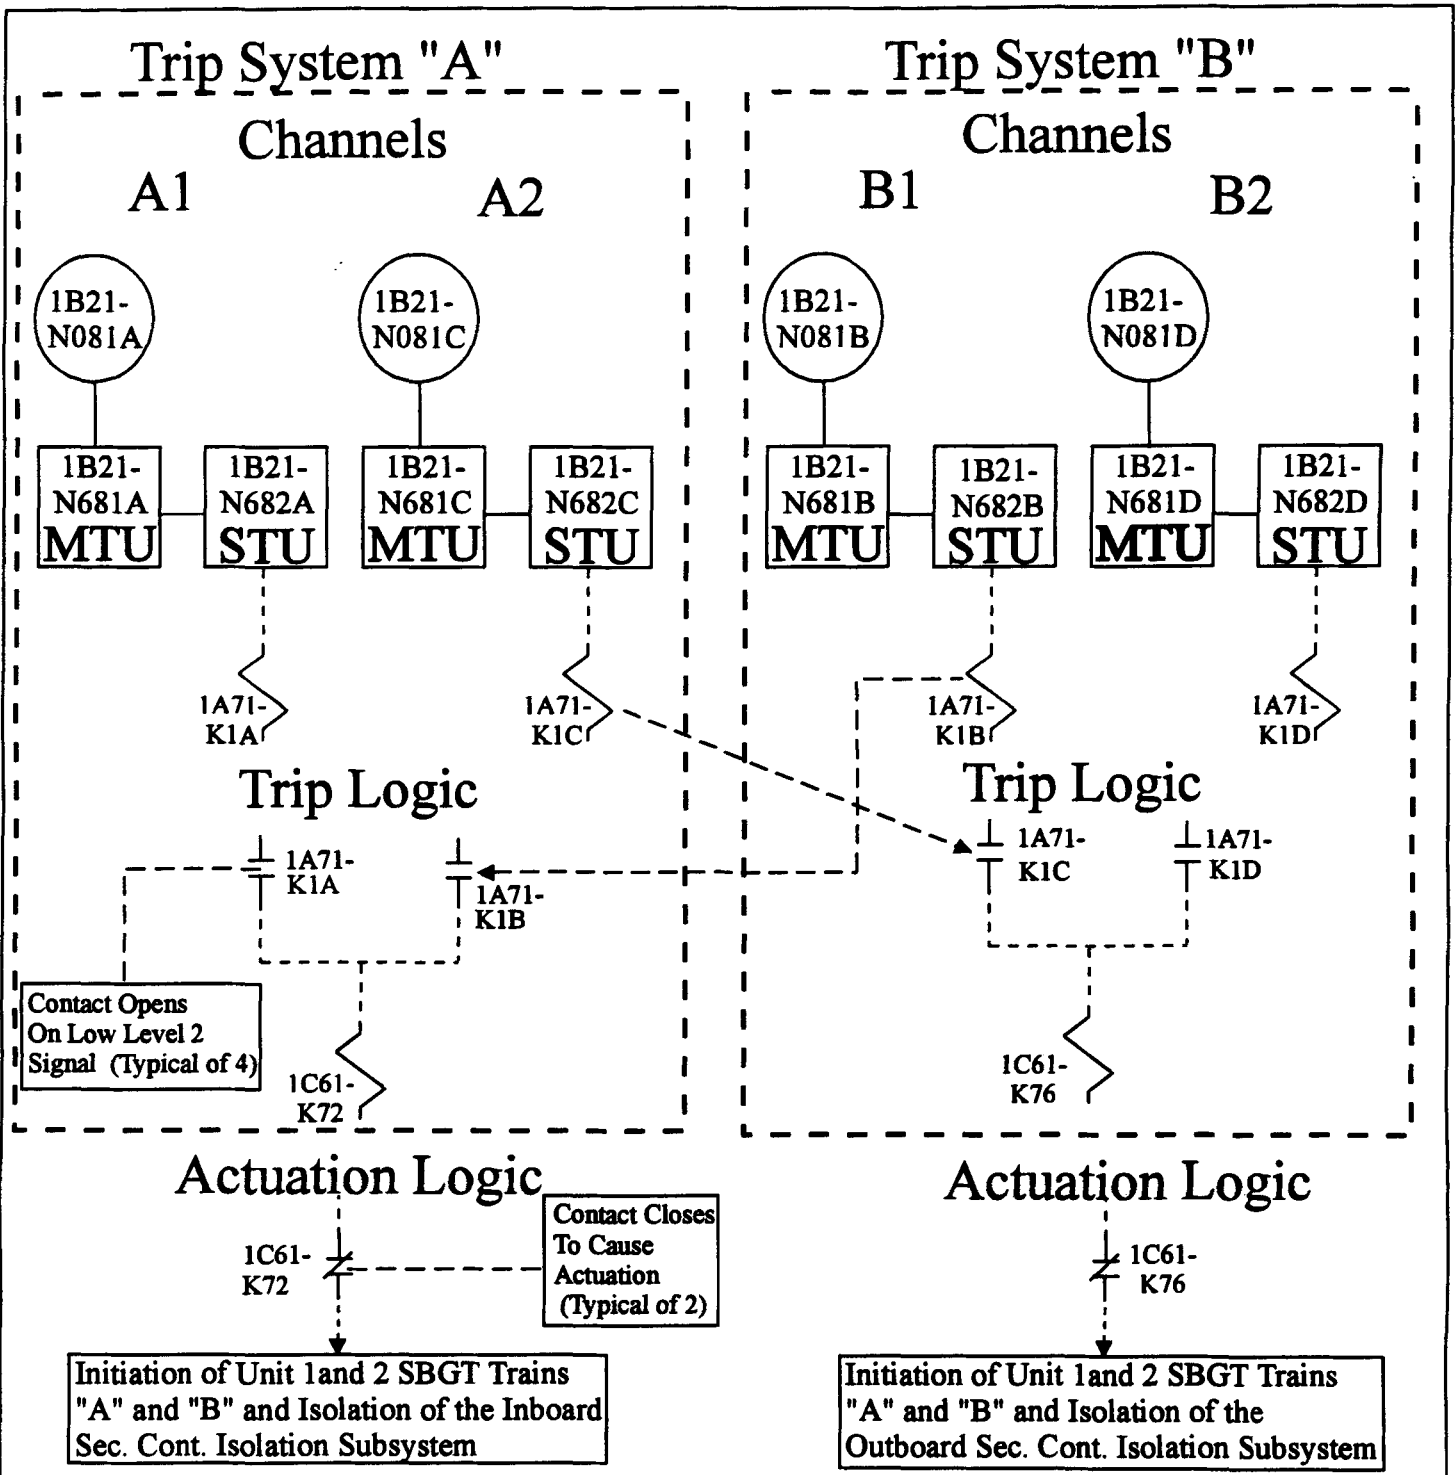 Trip System "A"
Trip System "B"
Channels
A1
A2
Channels
B1
B2
1B21-
N081A
1B21-
N081C
1B21-
N081B
1B21-
N081D
1B21-
N681A
MTU
1B21-
N682A
STU
1B21-
N681C
MTU
1B21-
N682C
STU
1B21-
N681B
MTU
1B21-
N682B
STU
1B21-
N681D
MTU
1B21-
N682D
STU
1A71-
K1A
1A71-
K1C
1A71-
K1B
1A71-
K1D
Trip Logic
Trip Logic
1A71-
K1A
1A71-
K1B
1A71-
K1C
1A71-
K1D
Contact Opens
On Low Level 2
Signal (Typical of 4)
1C61-
K72
1C61-
K76
Actuation Logic
Actuation Logic
1C61-
K72
Contact Closes
To Cause
Actuation
(Typical of 2)
1C61-
K76
Initiation of Unit 1and 2 SBGT Trains
"A" and "B" and Isolation of the Inboard
Sec. Cont. Isolation Subsystem
Initiation of Unit 1and 2 SBGT Trains
"A" and "B" and Isolation of the
Outboard Sec. Cont. Isolation Subsystem